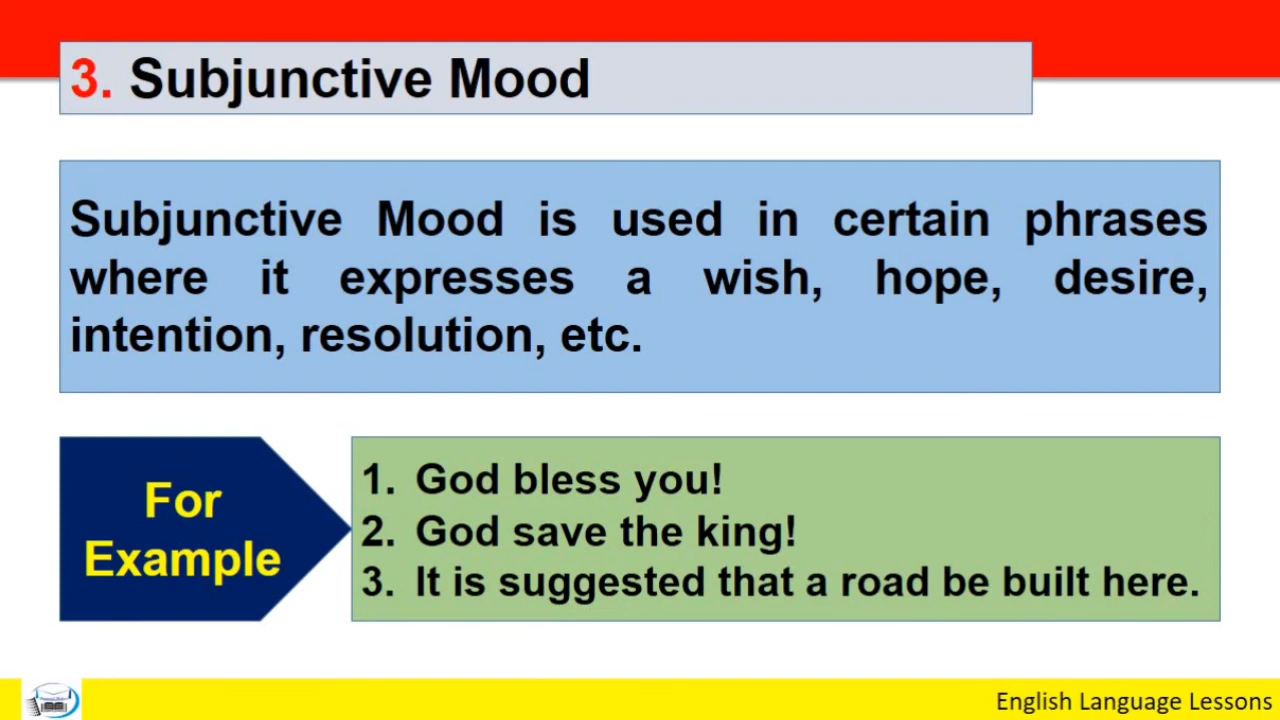 3. Subjunctive Mood
Subjunctive Mood is used in certain phrases
where it expresses a wish, hope, desire,
intention, resolution, etc.
For
Example
1. God bless you!
2. God save the king!
3. It is suggested that a road be built here.
English Language Lessons